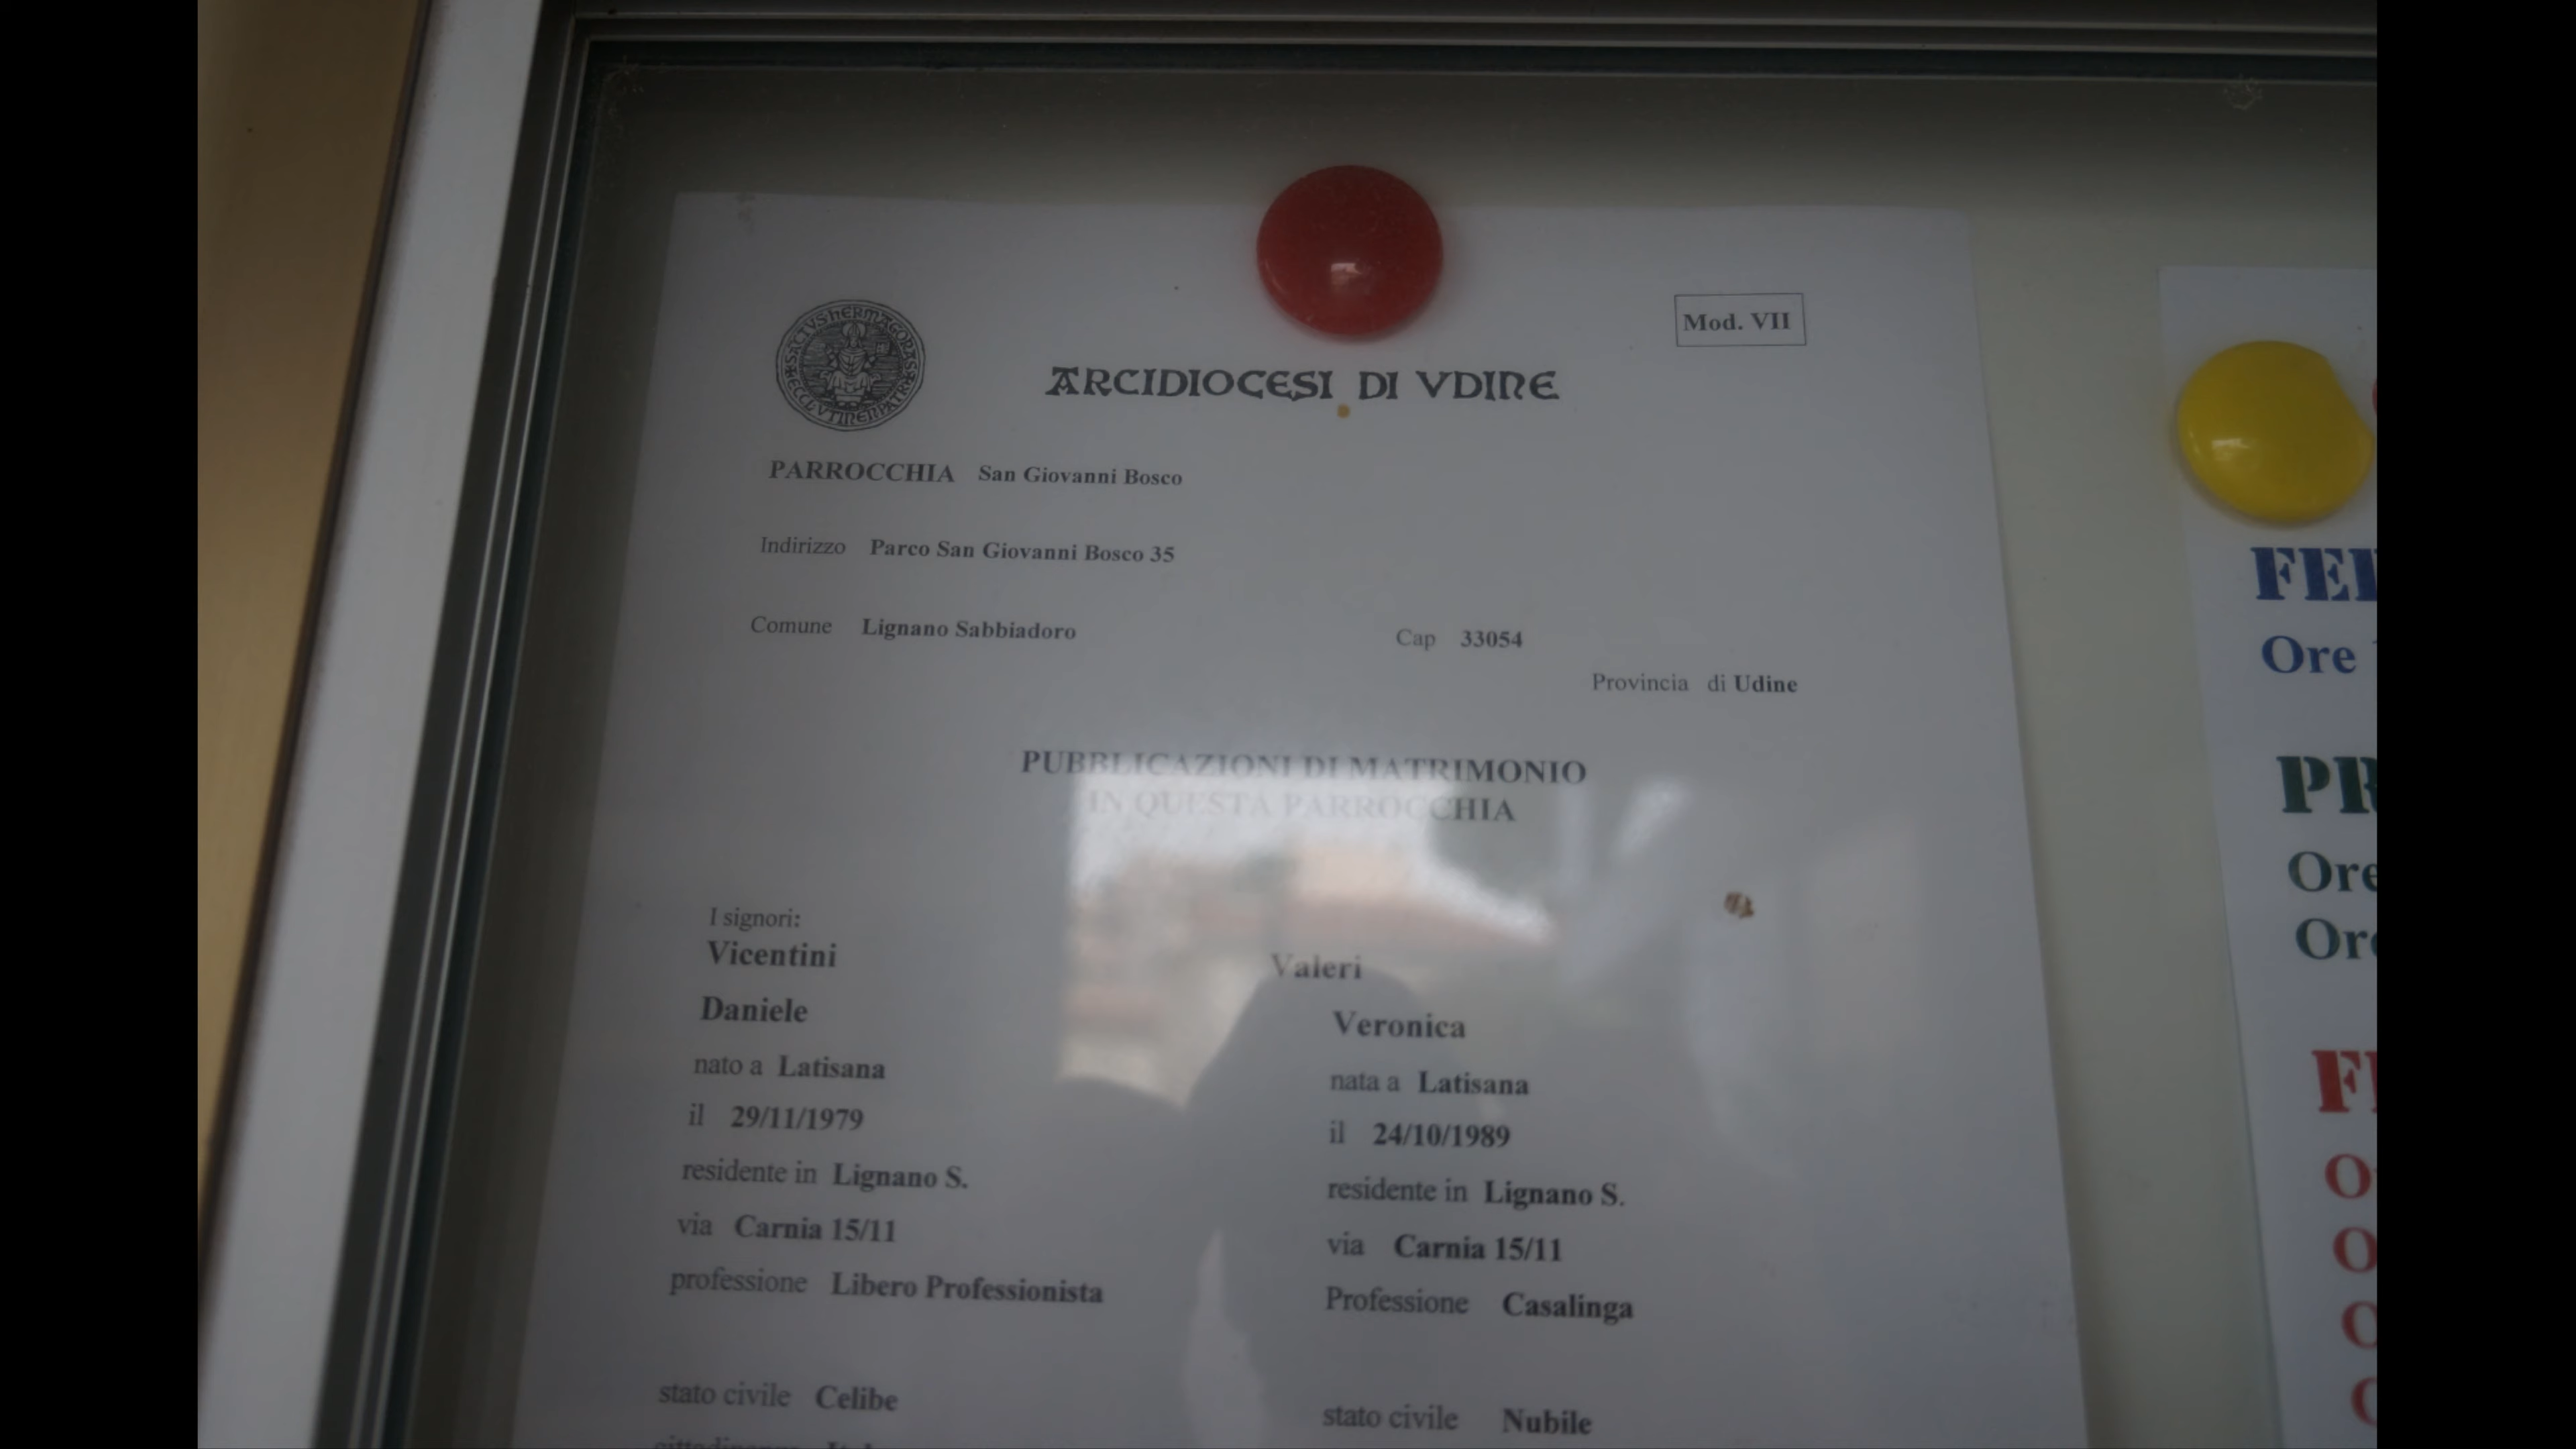 Mod. VII
ARCIDIOCESI DI VDINE
PARROCCHIA San Giovanni Bosco
Indirizzo Parco San Giovanni Bosco 35
Comune Lignano Sabbiadoro Cap 33054
Provincia di Udine
PUBBLICAZIONI DI MATRIMONIO
IN QUESTA PARROCCHIA
I signori:
Vicentini Valeri
Daniele Veronica
nato a Latisana nata a Latisana
il 29/11/1979 il 24/10/1989
residente in Lignano S. residente in Lignano S.
via Carnia 15/11 via Carnia 15/11
professione Libero Professionista Professione Casalinga
stato civile Celibe stato civile Nubile
Ore
Ore